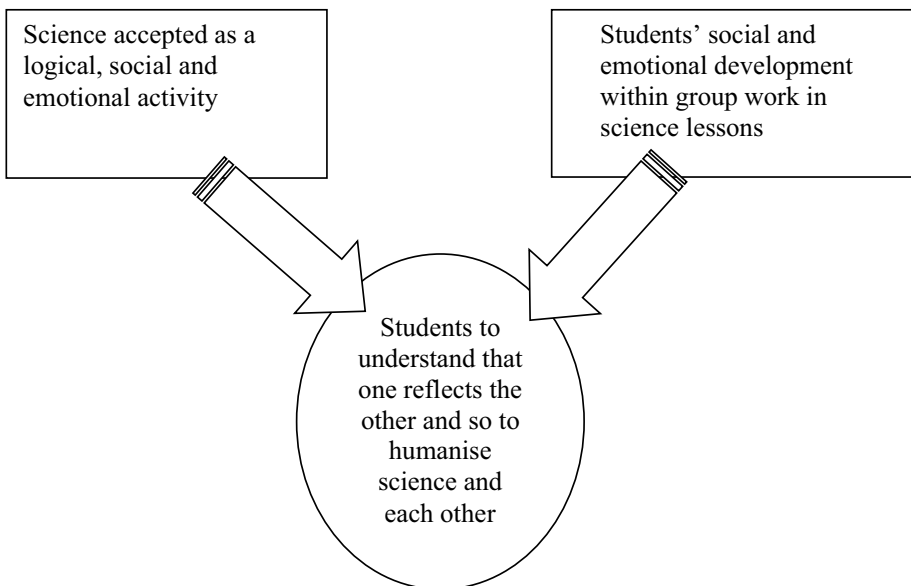 Science accepted as a
logical, social and
emotional activity
Students’ social and
emotional development
within group work in
science lessons
Students to
understand that
one reflects the
other and so to
humanise
science and
each other